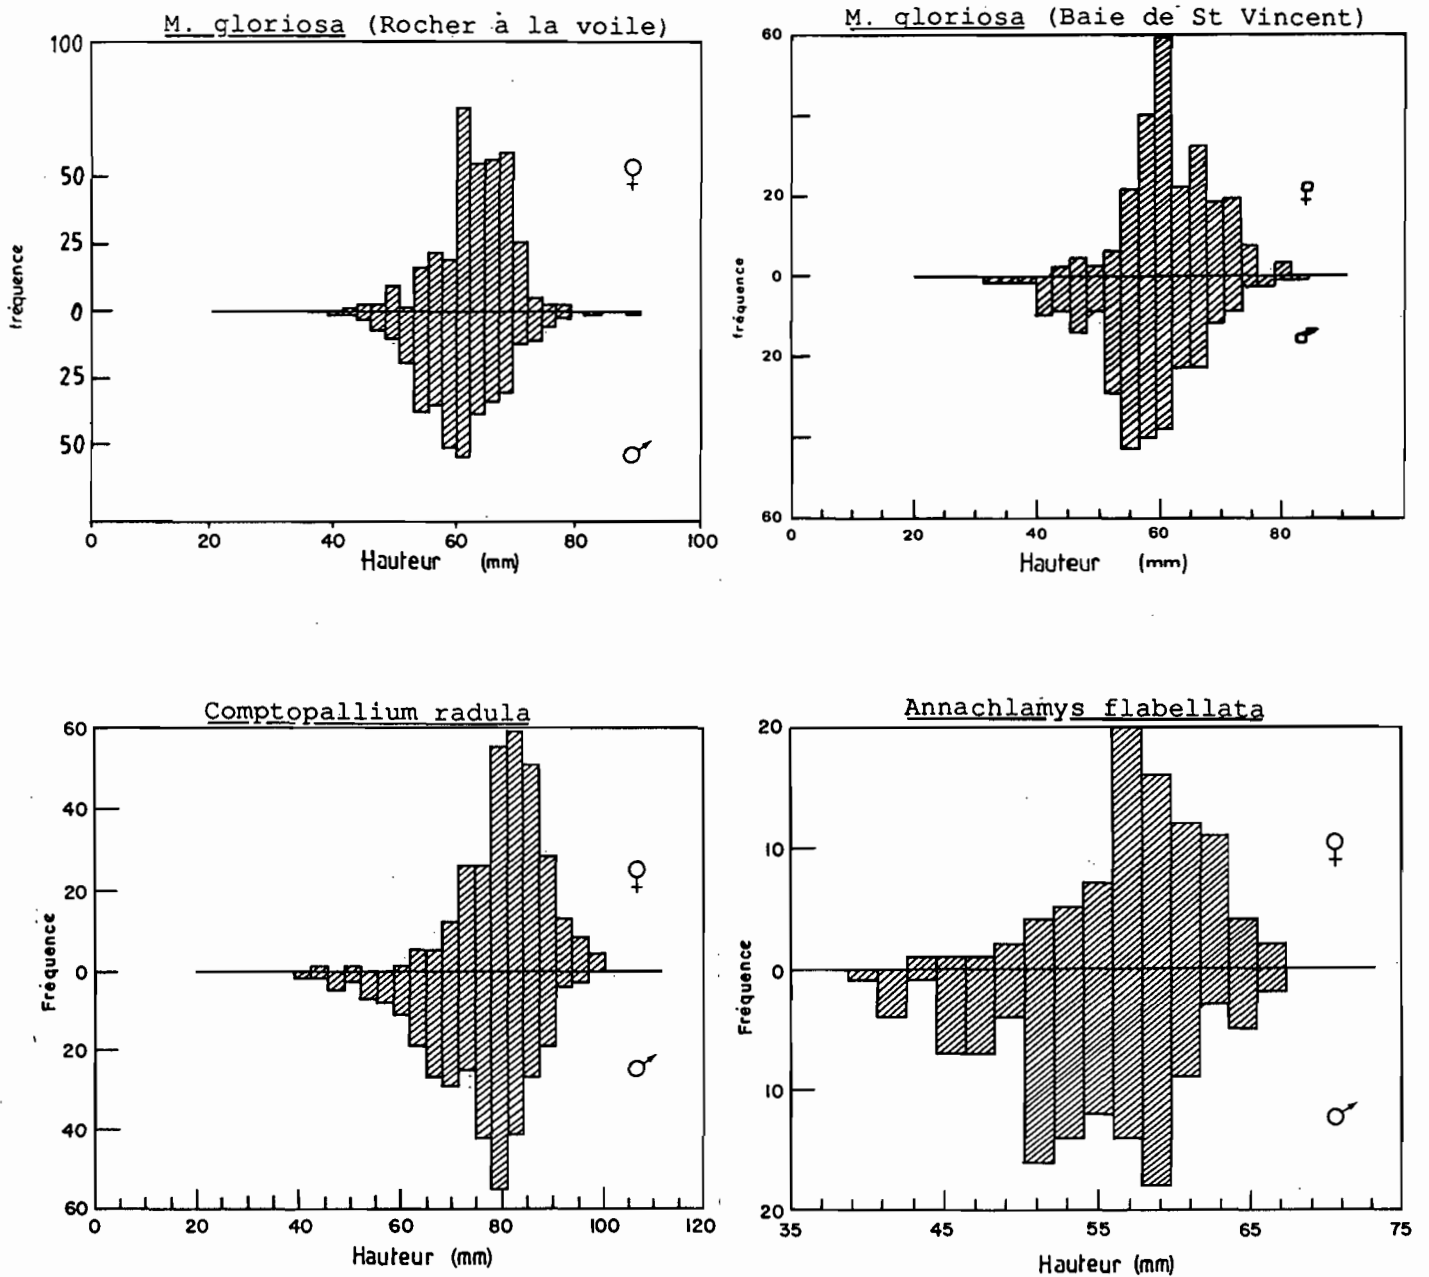 M. gloriosa (Rocher à la voile)
100
50
25
0
25
50
fréquence
♀
♂
0 20 40 60 80 100
Hauteur (mm)
M. gloriosa (Baie de St Vincent)
60
20
0
20
60
fréquence
♀
♂
0 20 40 60 80
Hauteur (mm)
Comptopallium radula
60
40
20
0
20
40
60
Fréquence
♀
♂
0 20 40 60 80 100 120
Hauteur (mm)
Annachlamys flabellata
20
10
0
10
20
Fréquence
♀
♂
35 45 55 65 75
Hauteur (mm)